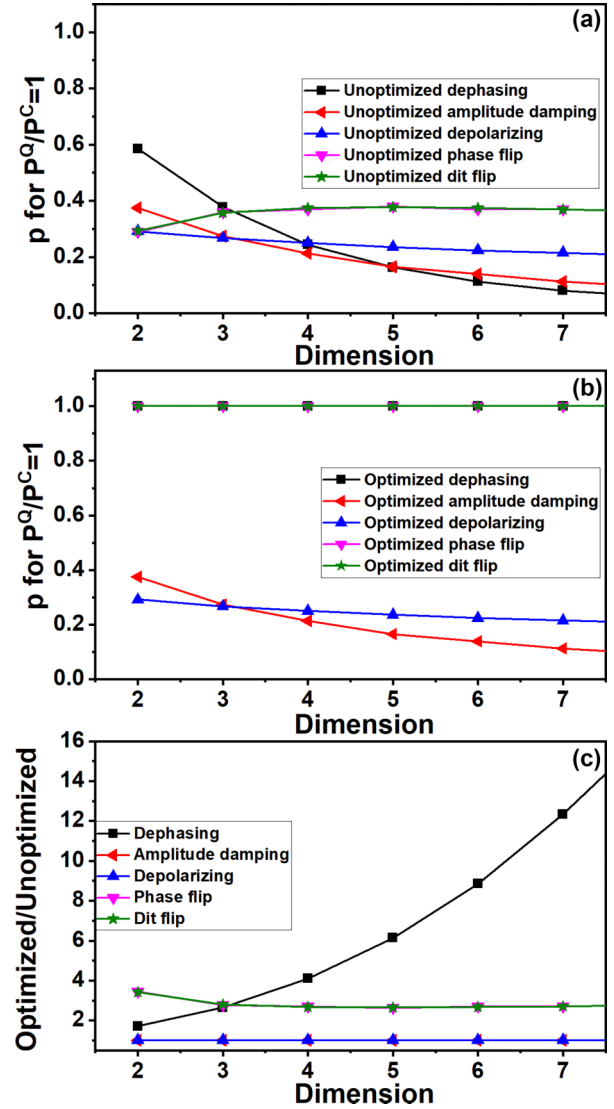 (a)
p for P^Q/P^C=1
1.0
0.8
0.6
0.4
0.2
0.0
Unoptimized dephasing
Unoptimized amplitude damping
Unoptimized depolarizing
Unoptimized phase flip
Unoptimized dit flip
2 3 4 5 6 7
Dimension
(b)
p for P^Q/P^C=1
1.0
0.8
0.6
0.4
0.2
0.0
Optimized dephasing
Optimized amplitude damping
Optimized depolarizing
Optimized phase flip
Optimized dit flip
2 3 4 5 6 7
Dimension
(c)
Optimized/Unoptimized
16
14
12
10
8
6
4
2
Dephasing
Amplitude damping
Depolarizing
Phase flip
Dit flip
2 3 4 5 6 7
Dimension